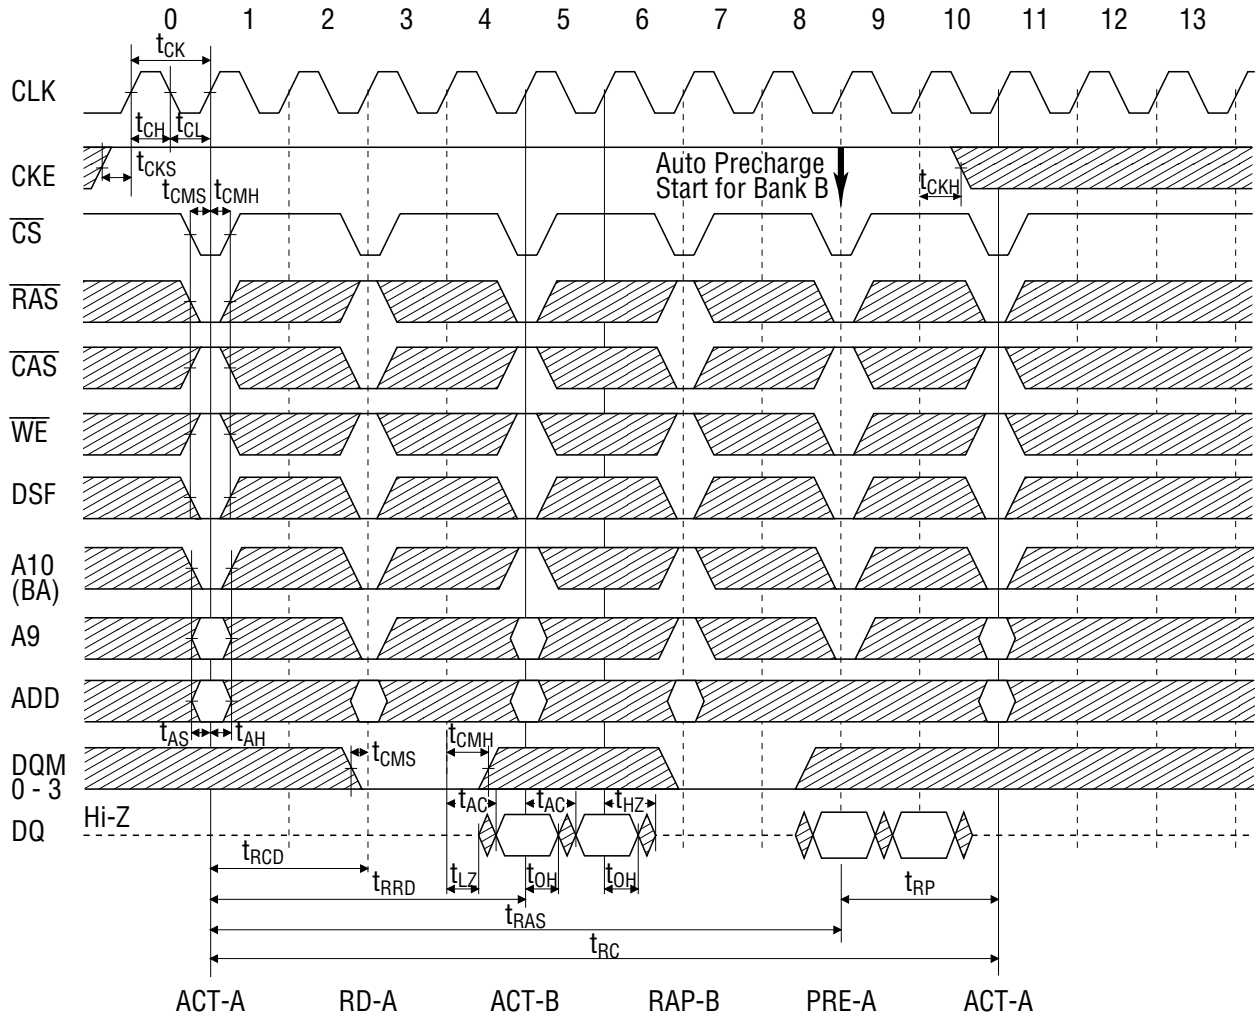 0 1 2 3 4 5 6 7 8 9 10 11 12 13
tCK
CLK
tCH tCL
CKE
tCKS
Auto Precharge
Start for Bank B
tCKH
tCMS tCMH
CS
RAS
CAS
WE
DSF
A10
(BA)
A9
ADD
tAS tAH
DQM
0 - 3
tCMS
tCMH
tAC tAC tHZ
Hi-Z
DQ
tRCD
tLZ tOH tOH
tRRD
tRP
tRAS
tRC
ACT-A RD-A ACT-B RAP-B PRE-A ACT-A